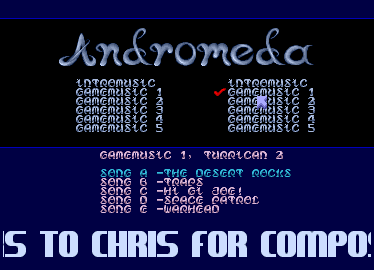 Andromeda
INTROMUSIC INTROMUSIC
GAMEMUSIC 1 GAMEMUSIC 1
GAMEMUSIC 2 GAMEMUSIC 2
GAMEMUSIC 3 GAMEMUSIC 3
GAMEMUSIC 4 GAMEMUSIC 4
GAMEMUSIC 5 GAMEMUSIC 5
GAMEMUSIC 1, TURRICAN 2
SONG A -THE DESERT ROCKS
SONG B -TRAPS
SONG C -HI GI JOE!
SONG D -SPACE PATROL
SONG E -WARHEAD
S TO CHRIS FOR COMPOS